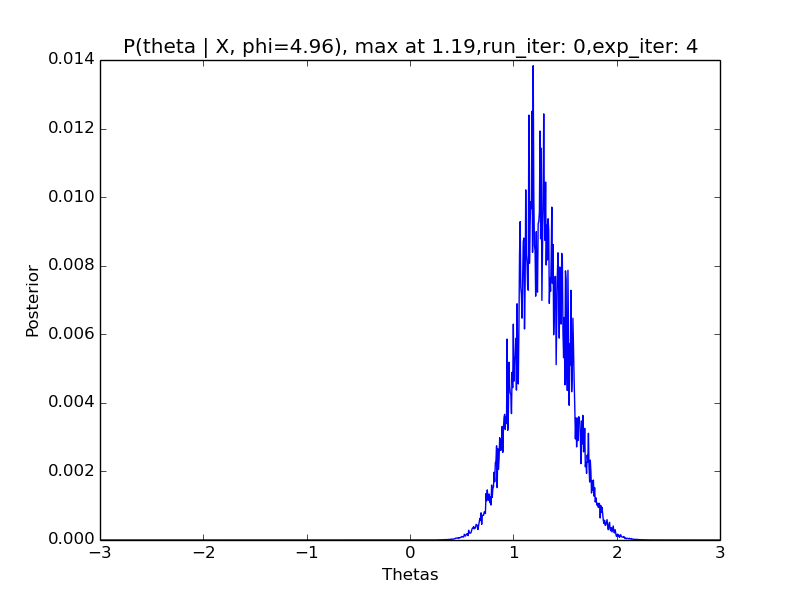 P(theta | X, phi=4.96), max at 1.19,run_iter: 0,exp_iter: 4
0.014
0.012
0.010
0.008
0.006
0.004
0.002
0.000
Posterior
−3 −2 −1 0 1 2 3
Thetas